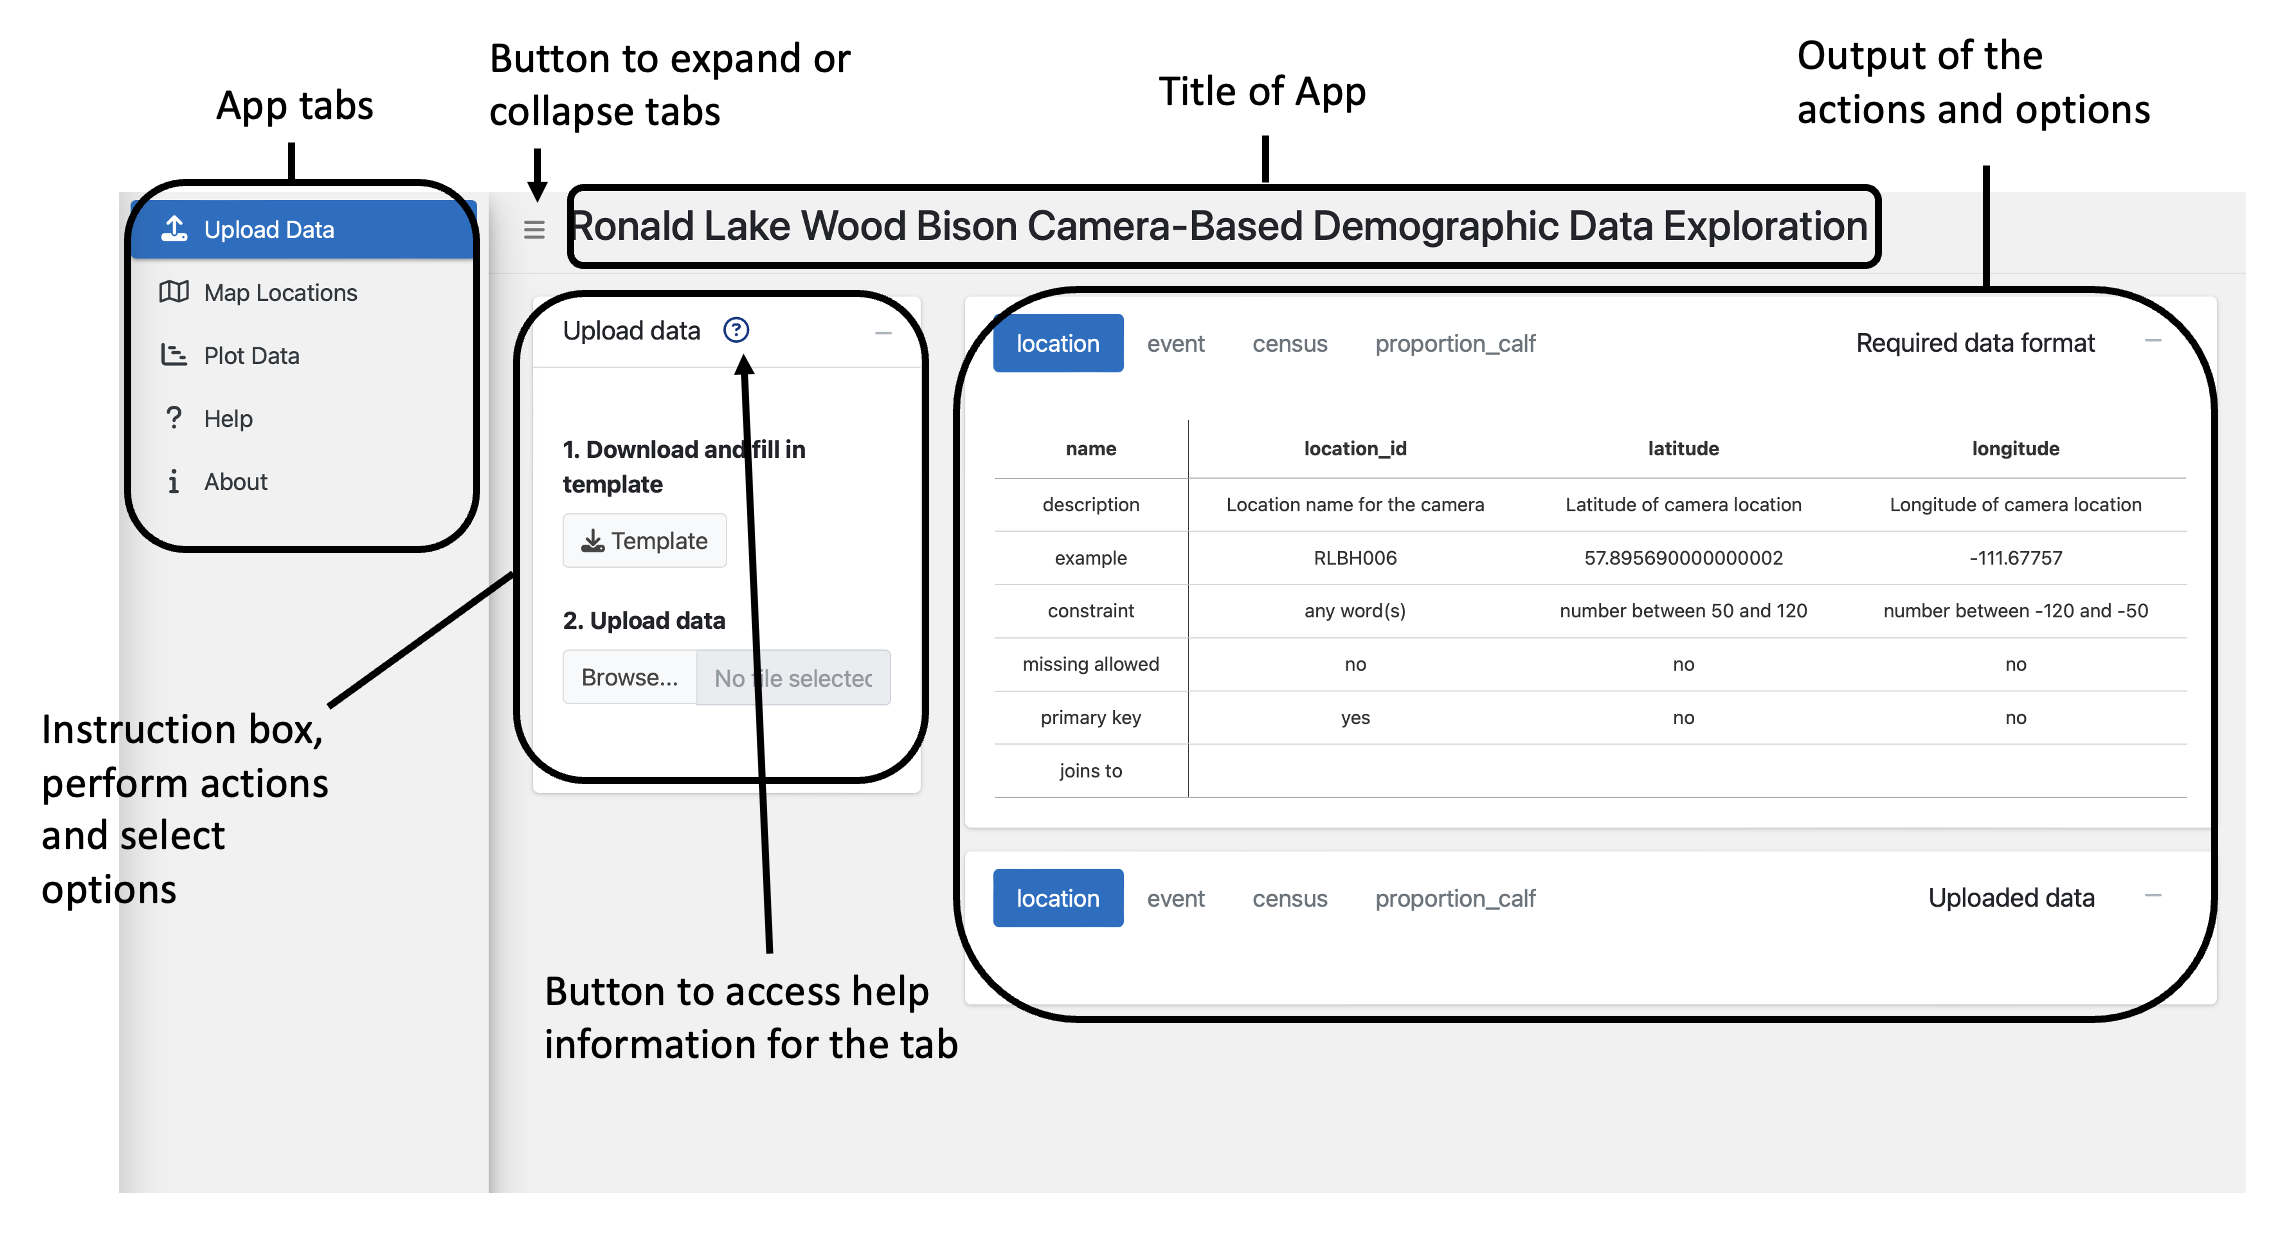 App tabs
Button to expand or
collapse tabs
Title of App
Output of the
actions and options
Upload Data
Map Locations
Plot Data
? Help
i About
Ronald Lake Wood Bison Camera-Based Demographic Data Exploration
Upload data ?
1. Download and fill in
template
Template
2. Upload data
Browse... No file selected
location event census proportion_calf Required data format
name location_id latitude longitude
description Location name for the camera Latitude of camera location Longitude of camera location
example RLBH006 57.895690000000002 -111.67757
constraint any word(s) number between 50 and 120 number between -120 and -50
missing allowed no no no
primary key yes no no
joins to
location event census proportion_calf Uploaded data
Instruction box,
perform actions
and select
options
Button to access help
information for the tab